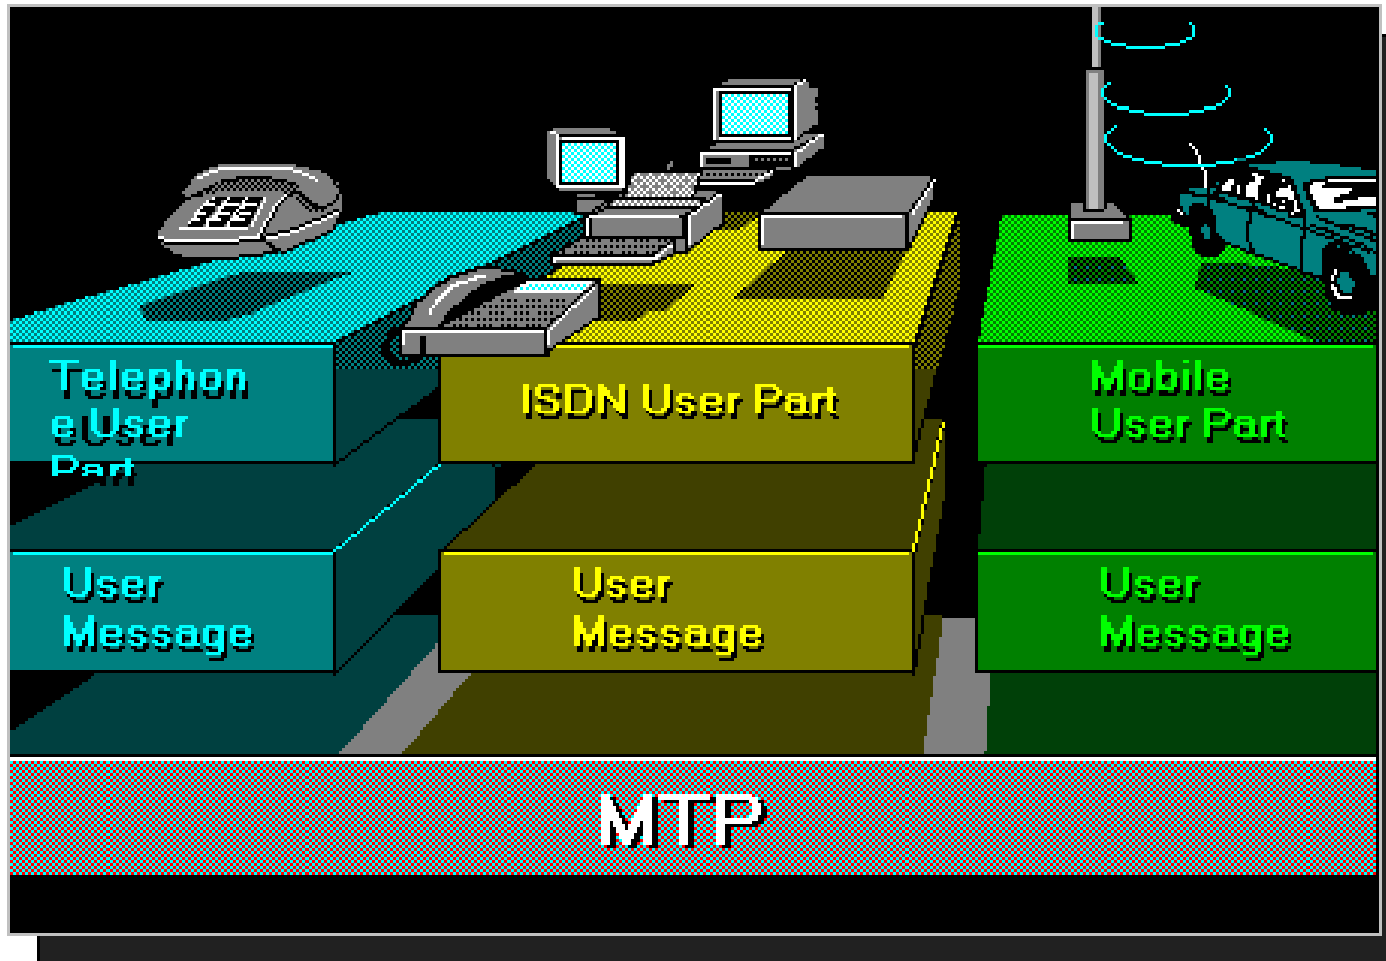 Telephon
e User
Part
ISDN User Part
Mobile
User Part
User
Message
User
Message
User
Message
MTP